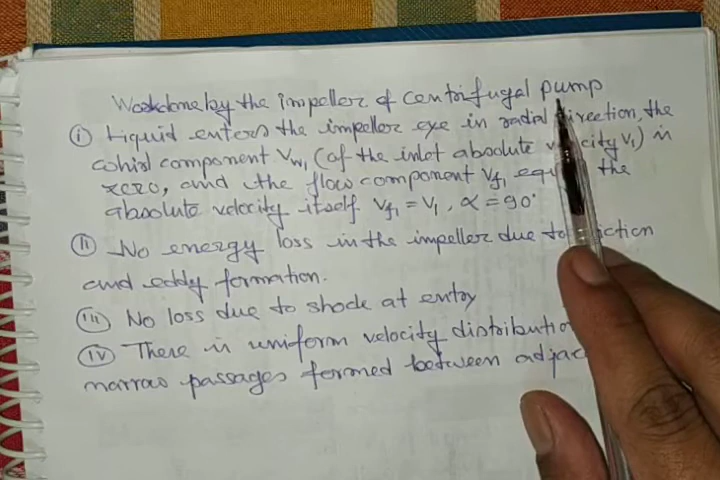 Workdone by the impeller of centrifugal pump
(i) Liquid enters the impeller eye in radial direction, the
whirl component Vw1 (of the inlet absolute velocity V1) is
zero, and the flow component Vf1 the
absolute velocity itself Vf1 = V1, α = 90°
(ii) No energy loss in the impeller due to
and eddy formation.
(iii) No loss due to shock at entry
(iv) There is uniform velocity
narrow passages formed between